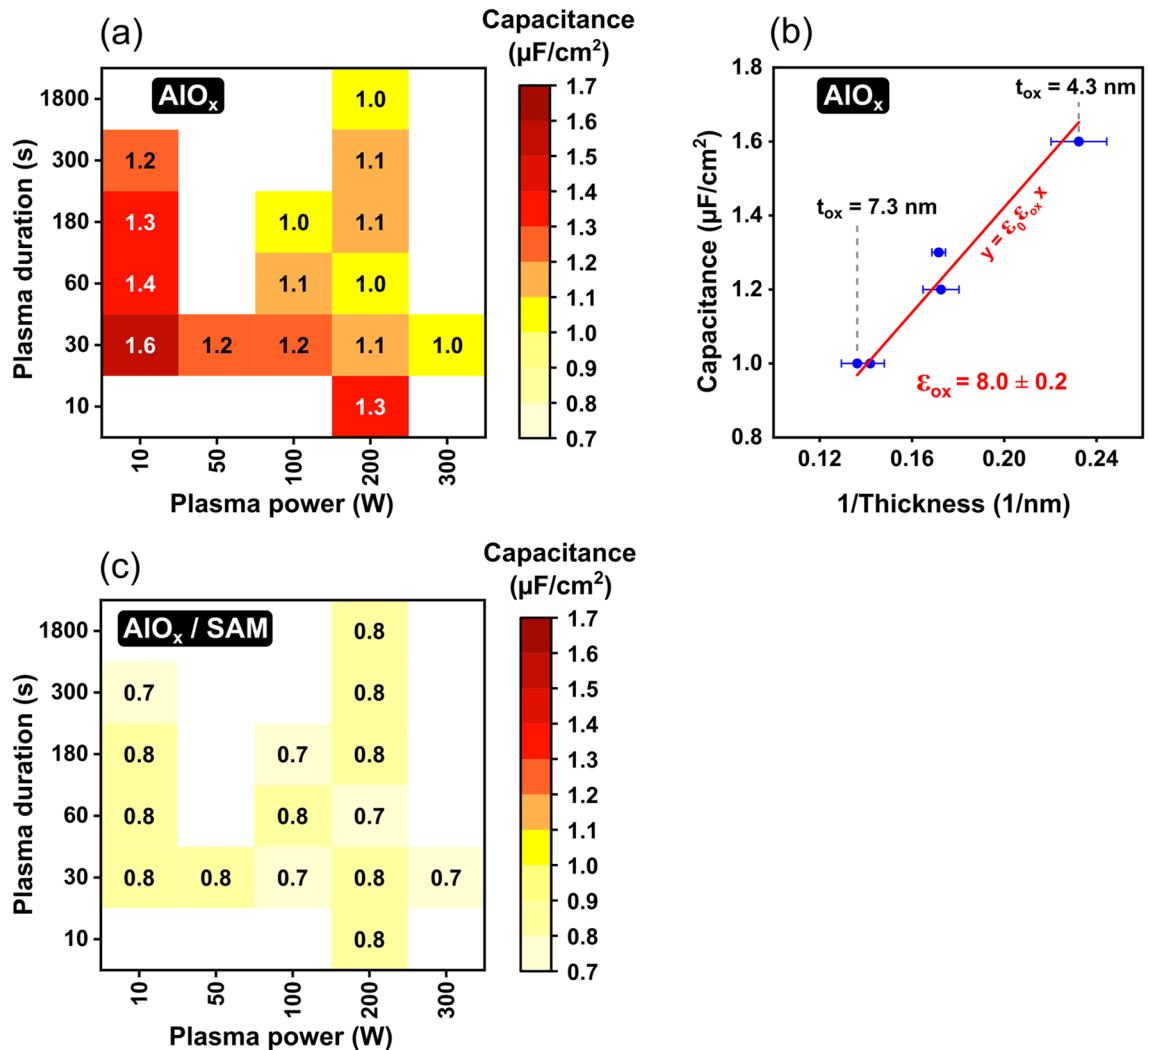 (a)
Capacitance
(µF/cm²)
AlOₓ
Plasma duration (s)
1800
300
180
60
30
10
1.0
1.2 1.1
1.3 1.0 1.1
1.4 1.1 1.0
1.6 1.2 1.2 1.1 1.0
1.3
10 50 100 200 300
Plasma power (W)
1.7
1.6
1.5
1.4
1.3
1.2
1.1
1.0
0.9
0.8
0.7
(b)
AlOₓ
Capacitance (µF/cm²)
1.8
1.6
1.4
1.2
1.0
0.8
tₒₓ = 4.3 nm
tₒₓ = 7.3 nm
y = ε₀εₒₓ x
εₒₓ = 8.0 ± 0.2
0.12 0.16 0.20 0.24
1/Thickness (1/nm)
(c)
Capacitance
(µF/cm²)
AlOₓ / SAM
Plasma duration (s)
1800
300
180
60
30
10
0.8
0.7 0.8
0.8 0.7 0.8
0.8 0.8 0.7
0.8 0.8 0.7 0.8 0.7
0.8
10 50 100 200 300
Plasma power (W)
1.7
1.6
1.5
1.4
1.3
1.2
1.1
1.0
0.9
0.8
0.7